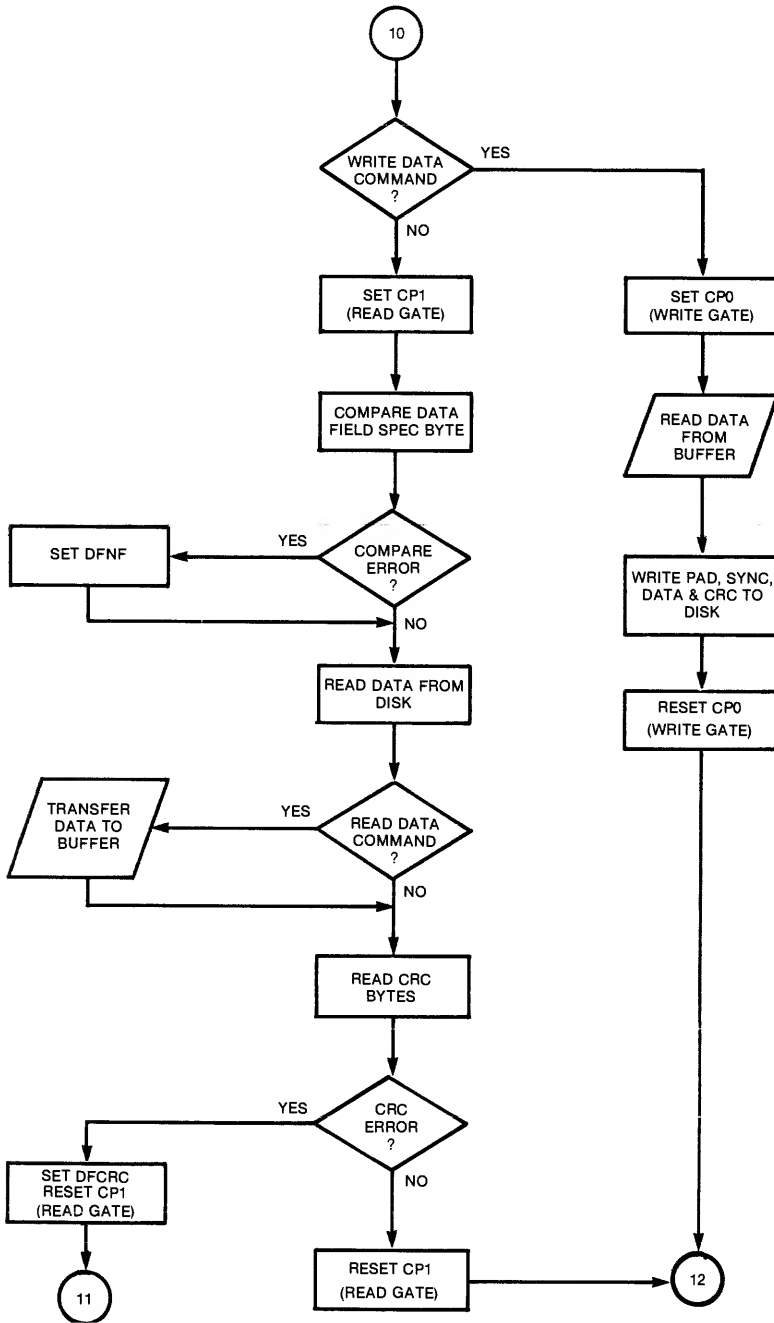 10
WRITE DATA
COMMAND
?
YES
NO
SET CP1
(READ GATE)
SET CP0
(WRITE GATE)
COMPARE DATA
FIELD SPEC BYTE
READ DATA
FROM
BUFFER
SET DFNF
YES
COMPARE
ERROR
?
NO
WRITE PAD, SYNC,
DATA & CRC TO
DISK
READ DATA FROM
DISK
RESET CP0
(WRITE GATE)
TRANSFER
DATA TO
BUFFER
YES
READ DATA
COMMAND
?
NO
READ CRC
BYTES
YES
CRC
ERROR
?
NO
SET DFCRC
RESET CP1
(READ GATE)
RESET CP1
(READ GATE)
11
12